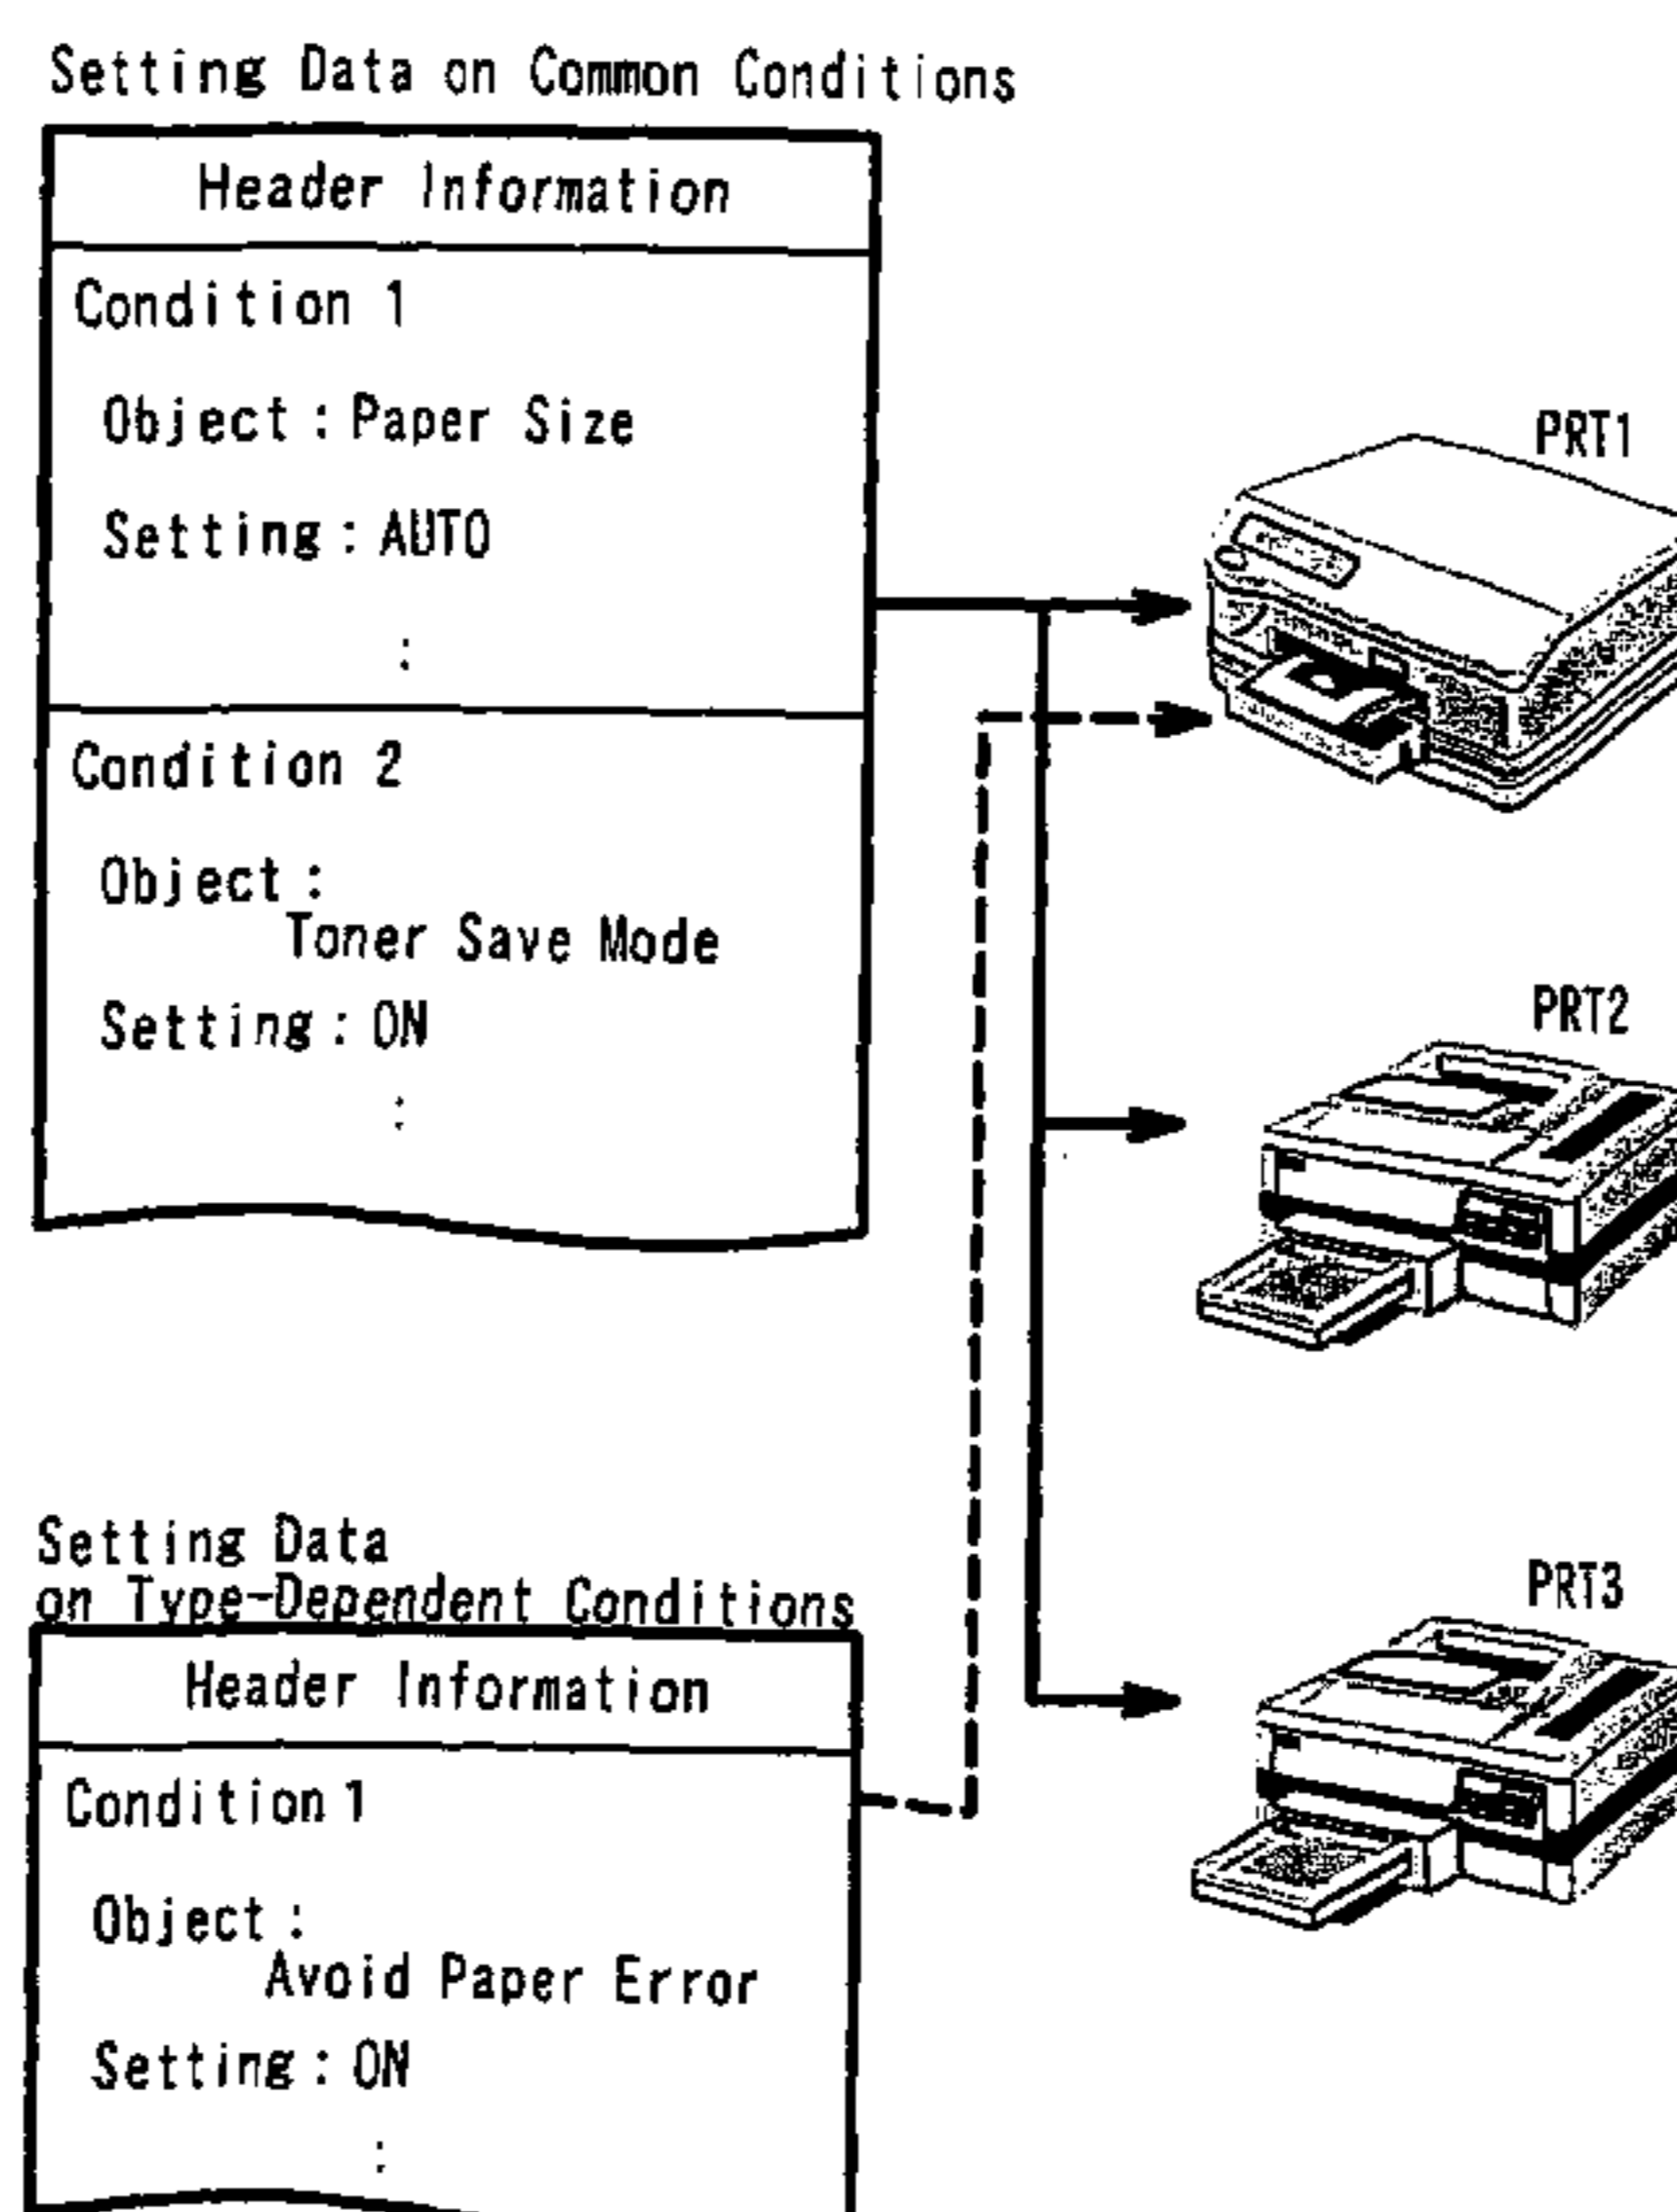 Setting Data on Common Conditions
Header Information
Condition 1
Object : Paper Size
Setting : AUTO
:
Condition 2
Object :
Toner Save Mode
Setting : ON
:
Setting Data
on Type-Dependent Conditions
Header Information
Condition 1
Object :
Avoid Paper Error
Setting : ON
:
PRT1
PRT2
PRT3